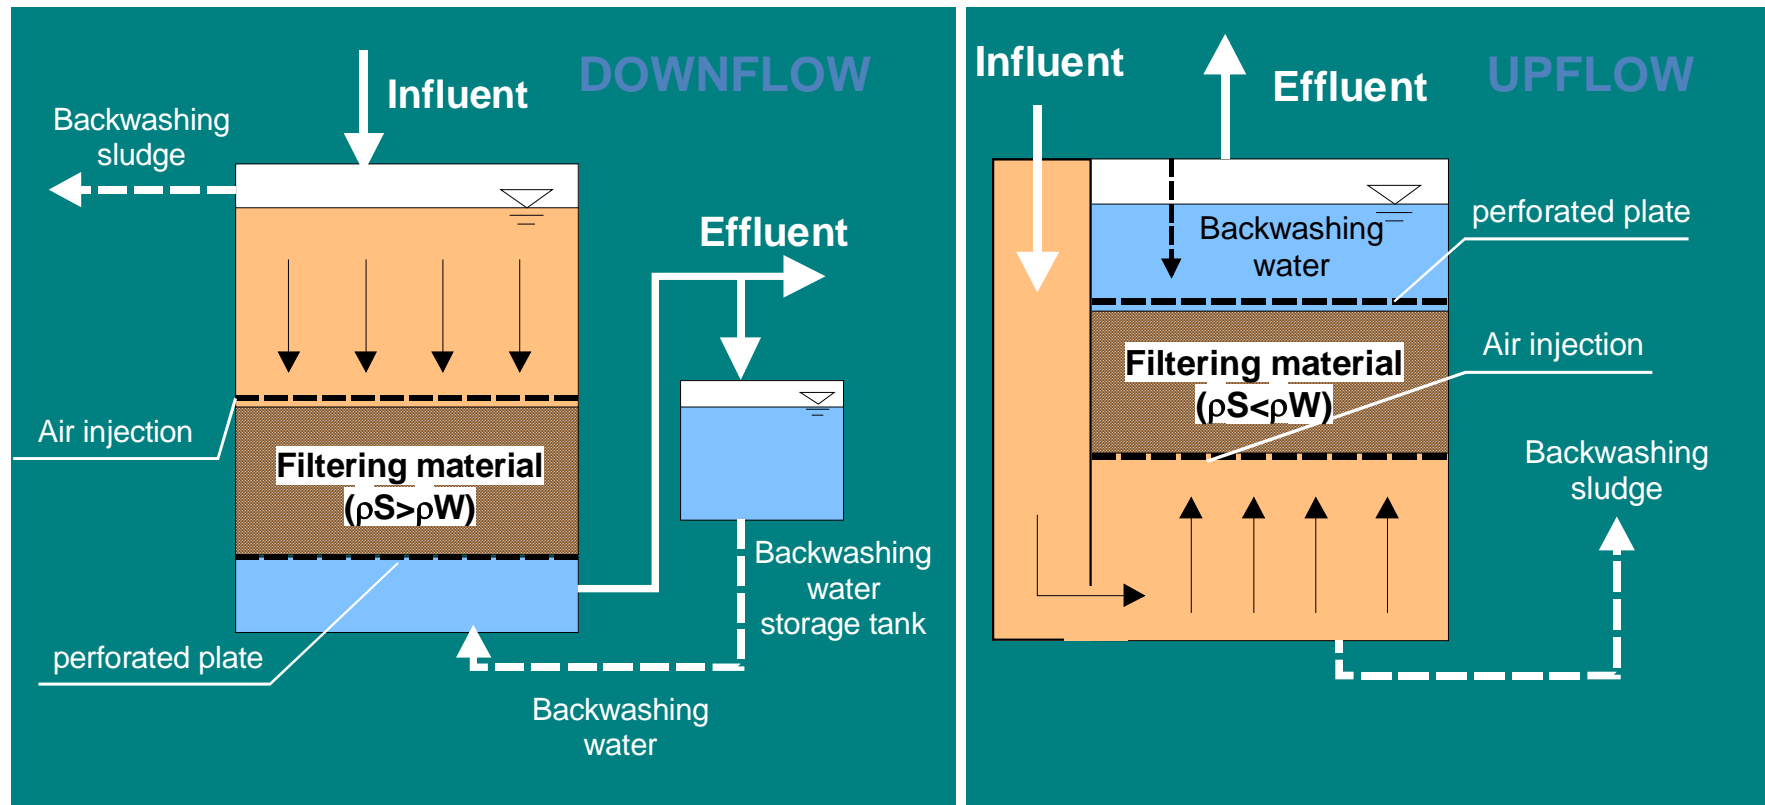 DOWNFLOW
Influent
Backwashing
sludge
Effluent
Air injection
Filtering material
(ρS>ρW)
Backwashing
water
storage tank
perforated plate
Backwashing
water
UPFLOW
Influent
Effluent
perforated plate
Backwashing
water
Air injection
Filtering material
(ρS<ρW)
Backwashing
sludge